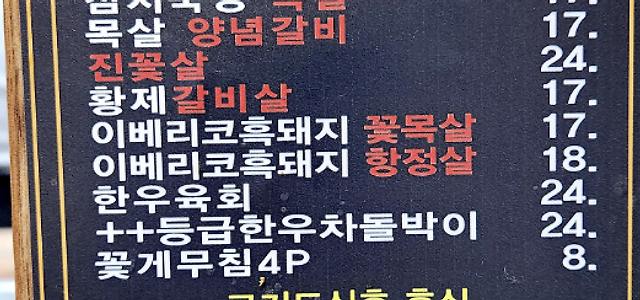 목살 양념갈비 17.
진꽃살 24.
황제갈비살 17.
이베리코흑돼지 꽃목살 17.
이베리코흑돼지 항정살 18.
한우육회 24.
++등급한우차돌박이 24.
꽃게무침4P 8.